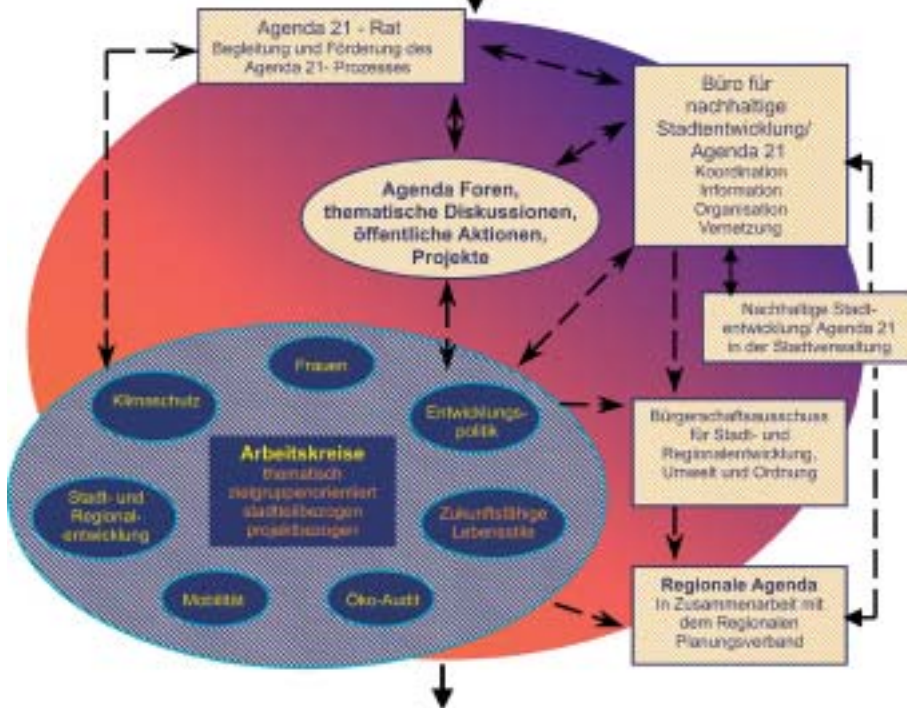 Agenda 21 - Rat
Begleitung und Förderung des
Agenda 21- Prozesses
Büro für
nachhaltige
Stadtentwicklung/
Agenda 21
Koordination
Information
Organisation
Vernetzung
Agenda Foren,
thematische Diskussionen,
öffentliche Aktionen,
Projekte
Nachhaltige Stadt-
entwicklung/ Agenda 21
in der Stadtverwaltung
Frauen
Klimaschutz
Entwicklungs-
politik
Bürgerschaftsausschuss
für Stadt- und
Regionalentwicklung,
Umwelt und Ordnung
Arbeitskreise
thematisch
zielgruppenorientiert
stadtteilbezogen
projektbezogen
Stadt- und
Regional-
entwicklung
Zukunftsfähige
Lebensstile
Mobilität
Öko-Audit
Regionale Agenda
In Zusammenarbeit mit
dem Regionalen
Planungsverband